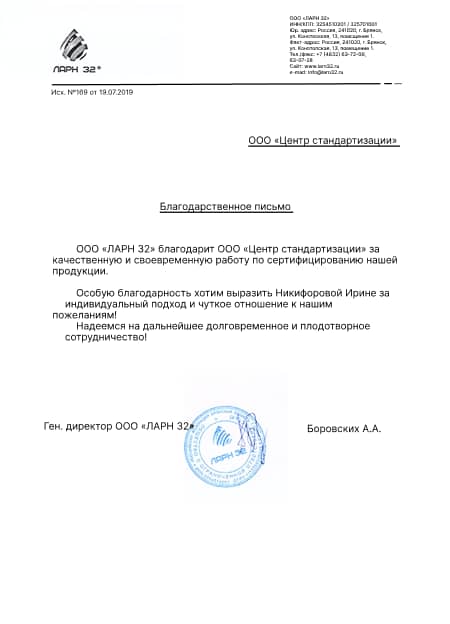 ЛАРН 32®
ООО «ЛАРН 32»
ИНН/КПП: 3254510301 / 325701001
Юр. адрес: Россия, 241020, г. Брянск,
ул. Конотопская, 13, помещение 1.
Факт-адрес: Россия, 241020, г. Брянск,
ул. Конотопская, 13, помещение 1.
Тел./факс: +7 (4832) 63-72-09,
63-97-28
Сайт: www.larn32.ru
e-mail: info@larn32.ru
Исх. №169 от 19.07.2019
ООО «Центр стандартизации»
Благодарственное письмо
ООО «ЛАРН 32» благодарит ООО «Центр стандартизации» за
качественную и своевременную работу по сертифицированию нашей
продукции.
Особую благодарность хотим выразить Никифоровой Ирине за
индивидуальный подход и чуткое отношение к нашим
пожеланиям!
Надеемся на дальнейшее долговременное и плодотворное
сотрудничество!
Ген. директор ООО «ЛАРН 32»
ЛАРН 32
Боровских А.А.